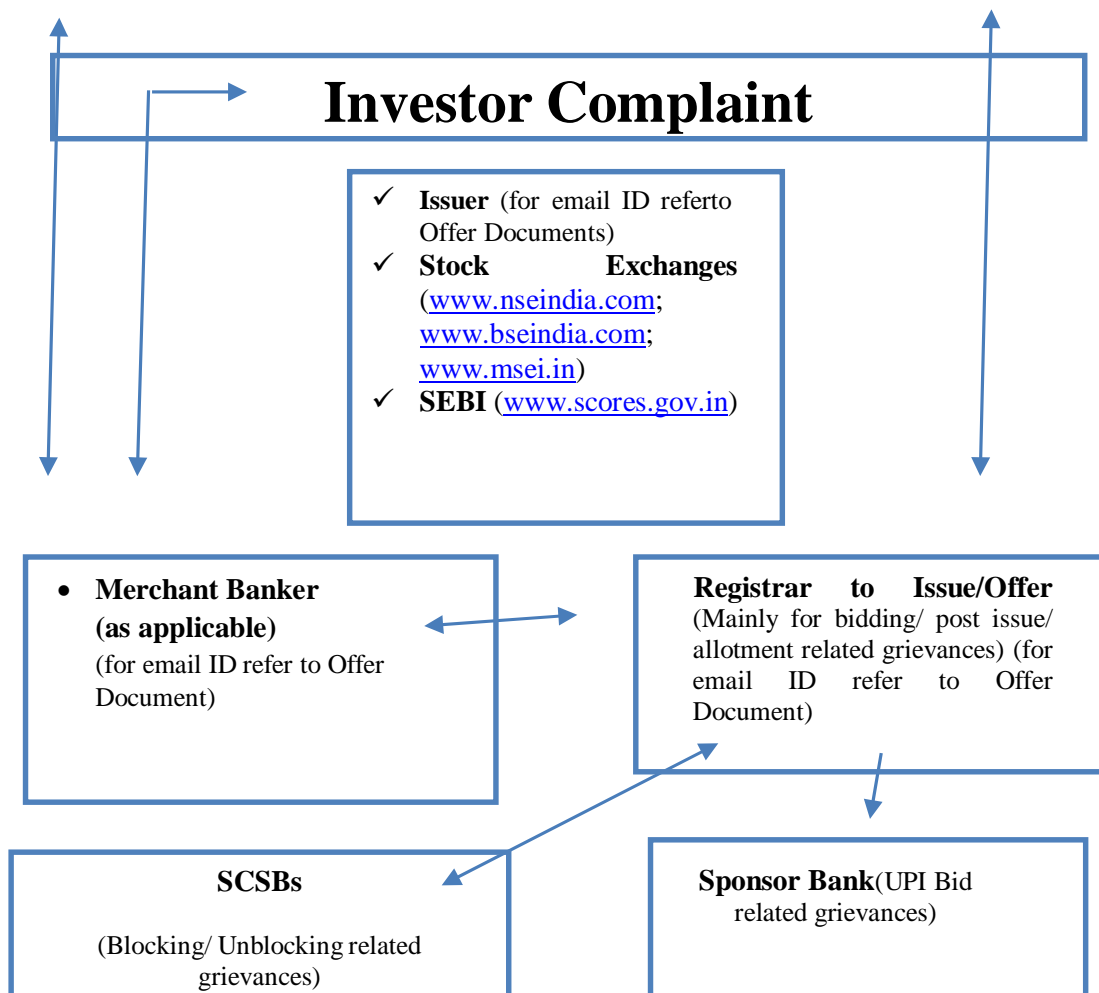 Investor Complaint
✓ Issuer (for email ID referto
Offer Documents)
✓ Stock Exchanges
(www.nseindia.com;
www.bseindia.com;
www.msei.in)
✓ SEBI (www.scores.gov.in)
• Merchant Banker
(as applicable)
(for email ID refer to Offer
Document)
Registrar to Issue/Offer
(Mainly for bidding/ post issue/
allotment related grievances) (for
email ID refer to Offer
Document)
SCSBs
(Blocking/ Unblocking related
grievances)
Sponsor Bank(UPI Bid
related grievances)